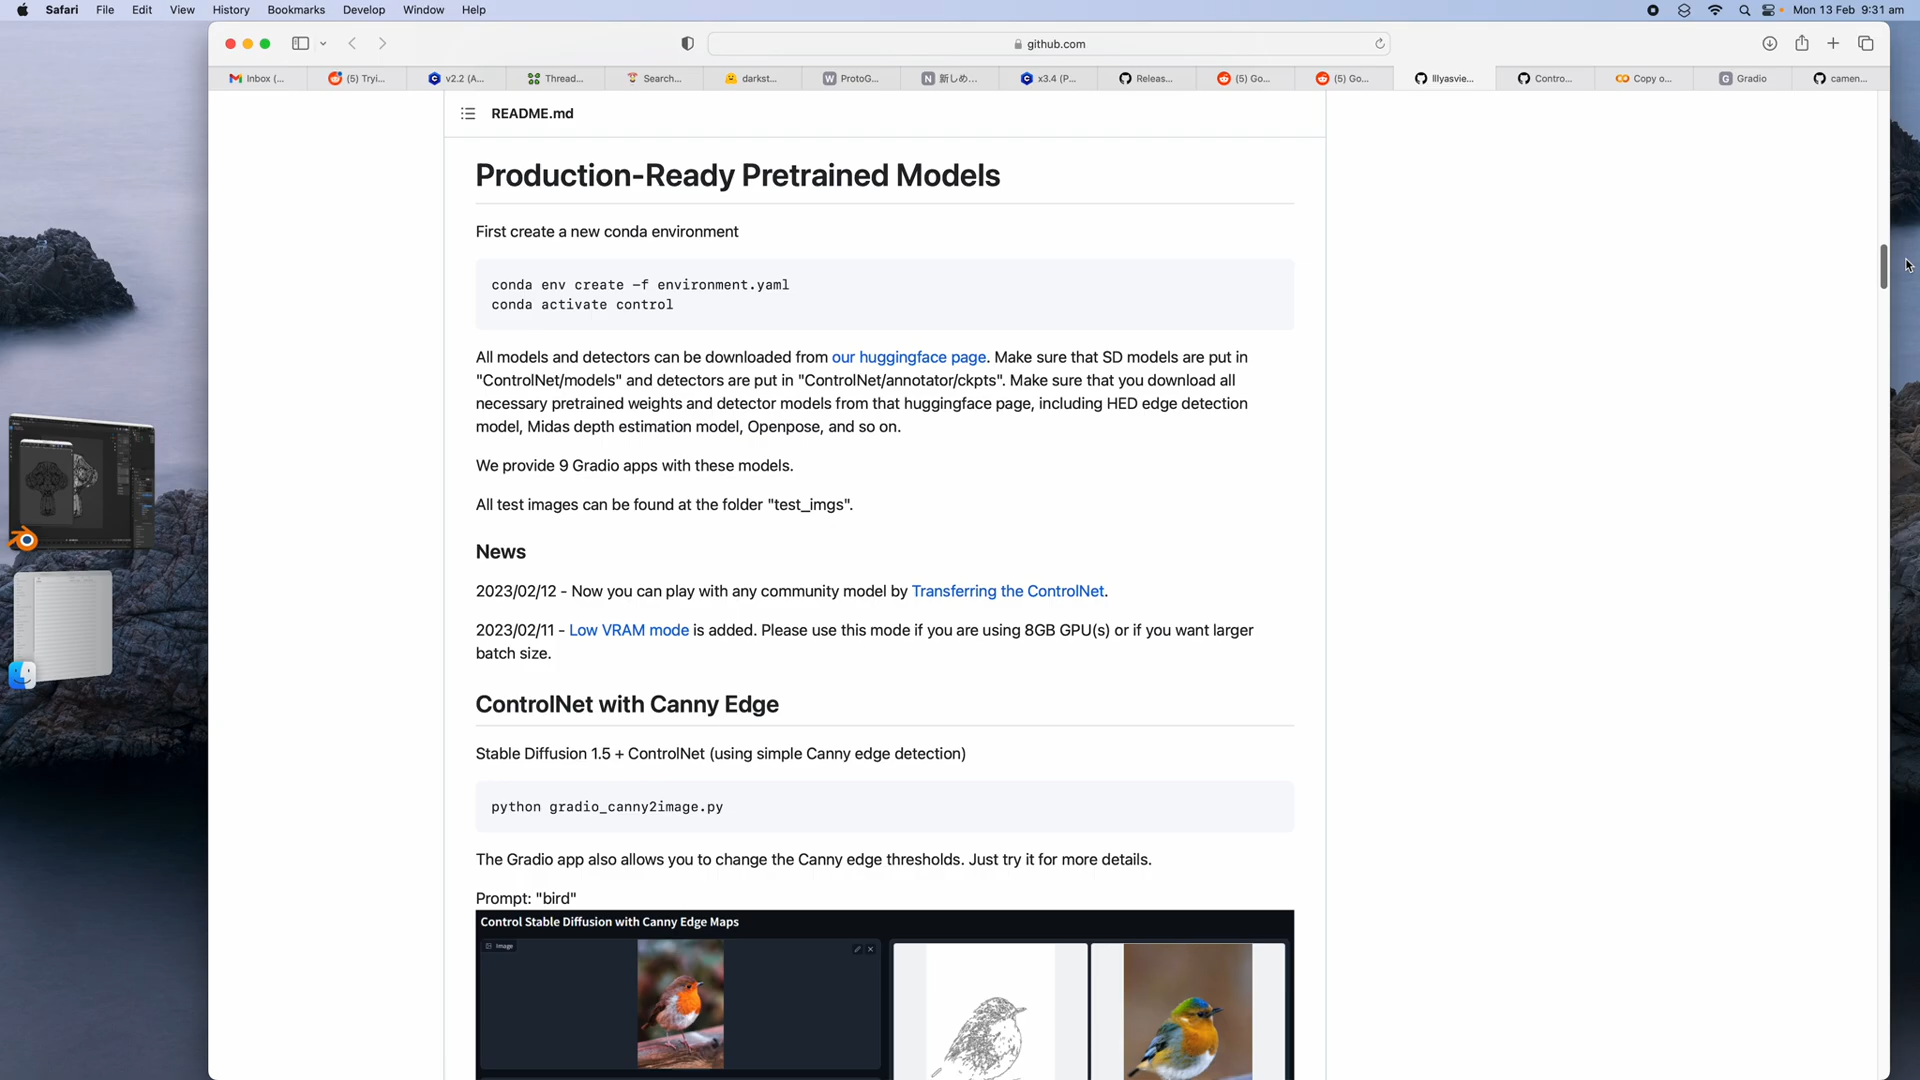 Safari File Edit View History Bookmarks Develop Window Help Mon 13 Feb 9:31 am
github.com
Inbox (... (5) Tryi... v2.2 (A... Thread... Search... darkst... ProtoG... 新しめ... x3.4 (P... Releas... (5) Go... (5) Go... lllyasvie... Contro... Copy o... Gradio camen...
README.md
Production-Ready Pretrained Models
First create a new conda environment
conda env create -f environment.yaml
conda activate control
All models and detectors can be downloaded from our huggingface page. Make sure that SD models are put in
"ControlNet/models" and detectors are put in "ControlNet/annotator/ckpts". Make sure that you download all
necessary pretrained weights and detector models from that huggingface page, including HED edge detection
model, Midas depth estimation model, Openpose, and so on.
We provide 9 Gradio apps with these models.
All test images can be found at the folder "test_imgs".
News
2023/02/12 - Now you can play with any community model by Transferring the ControlNet.
2023/02/11 - Low VRAM mode is added. Please use this mode if you are using 8GB GPU(s) or if you want larger
batch size.
ControlNet with Canny Edge
Stable Diffusion 1.5 + ControlNet (using simple Canny edge detection)
python gradio_canny2image.py
The Gradio app also allows you to change the Canny edge thresholds. Just try it for more details.
Prompt: "bird"
Control Stable Diffusion with Canny Edge Maps
Image